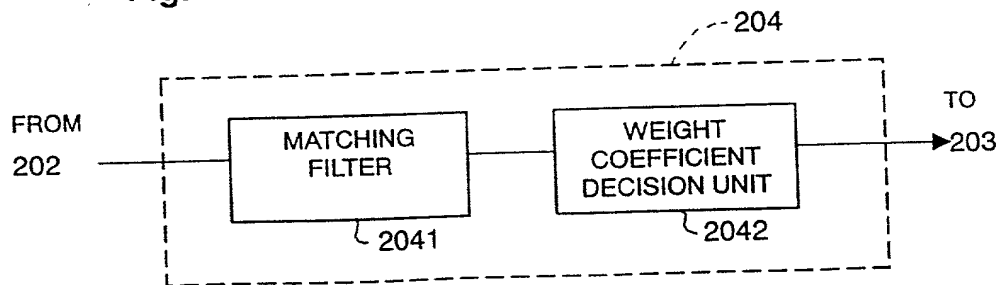 204
FROM
202
MATCHING
FILTER
2041
WEIGHT
COEFFICIENT
DECISION UNIT
2042
TO
203